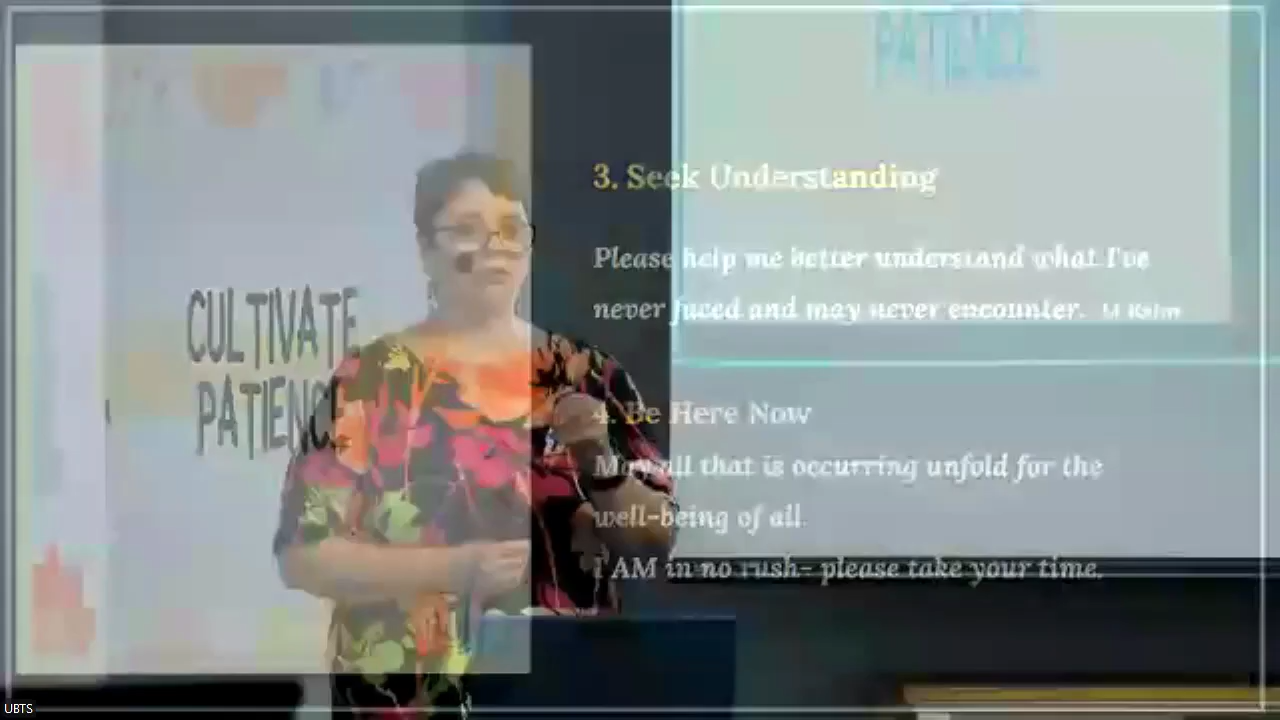 CULTIVATE
PATIENCE
PATIENCE
3. Seek Understanding
Please help me better understand what I've
never faced and may never encounter.
4. Be Here Now
May all that is occurring unfold for the
well-being of all.
I AM in no rush- please take your time.
UBTS